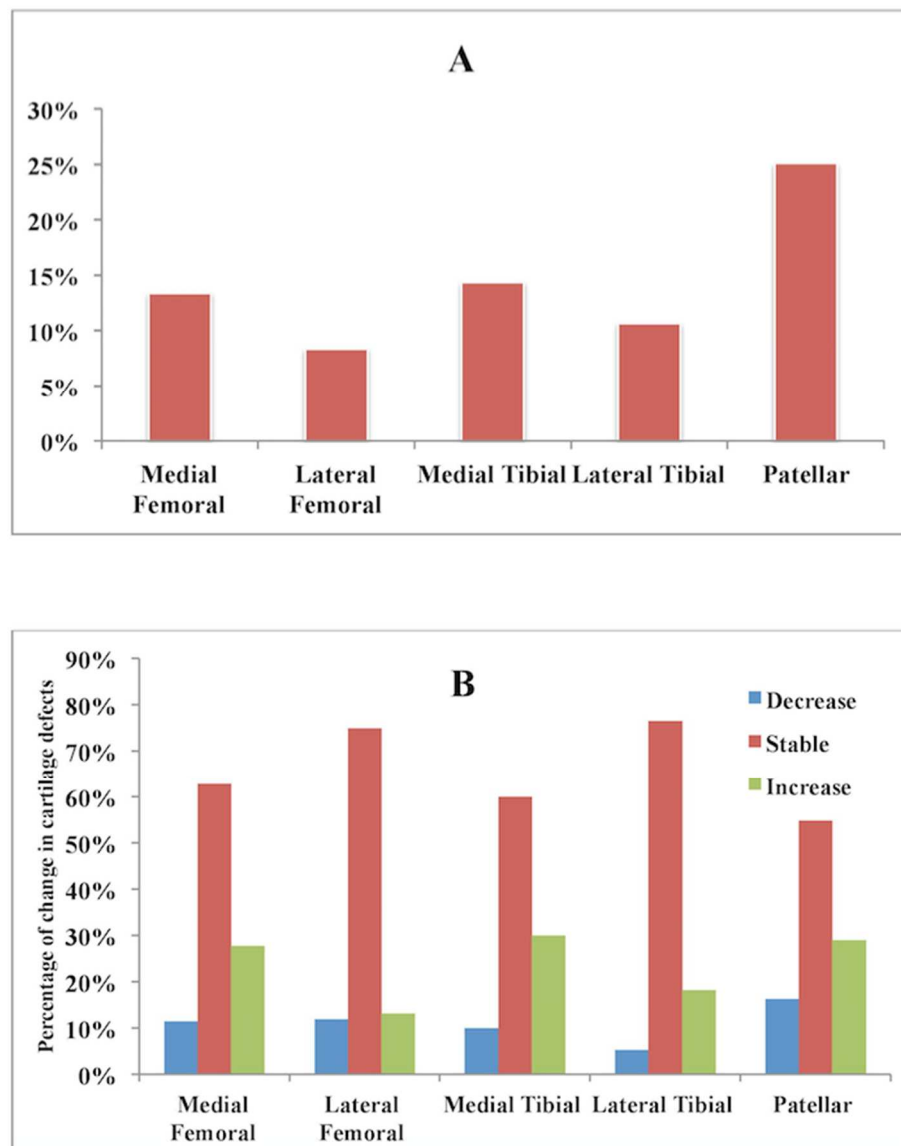 A
30%
25%
20%
15%
10%
5%
0%
Medial Femoral
Lateral Femoral
Medial Tibial
Lateral Tibial
Patellar
B
Percentage of change in cartilage defects
90%
80%
70%
60%
50%
40%
30%
20%
10%
0%
Decrease
Stable
Increase
Medial Femoral
Lateral Femoral
Medial Tibial
Lateral Tibial
Patellar